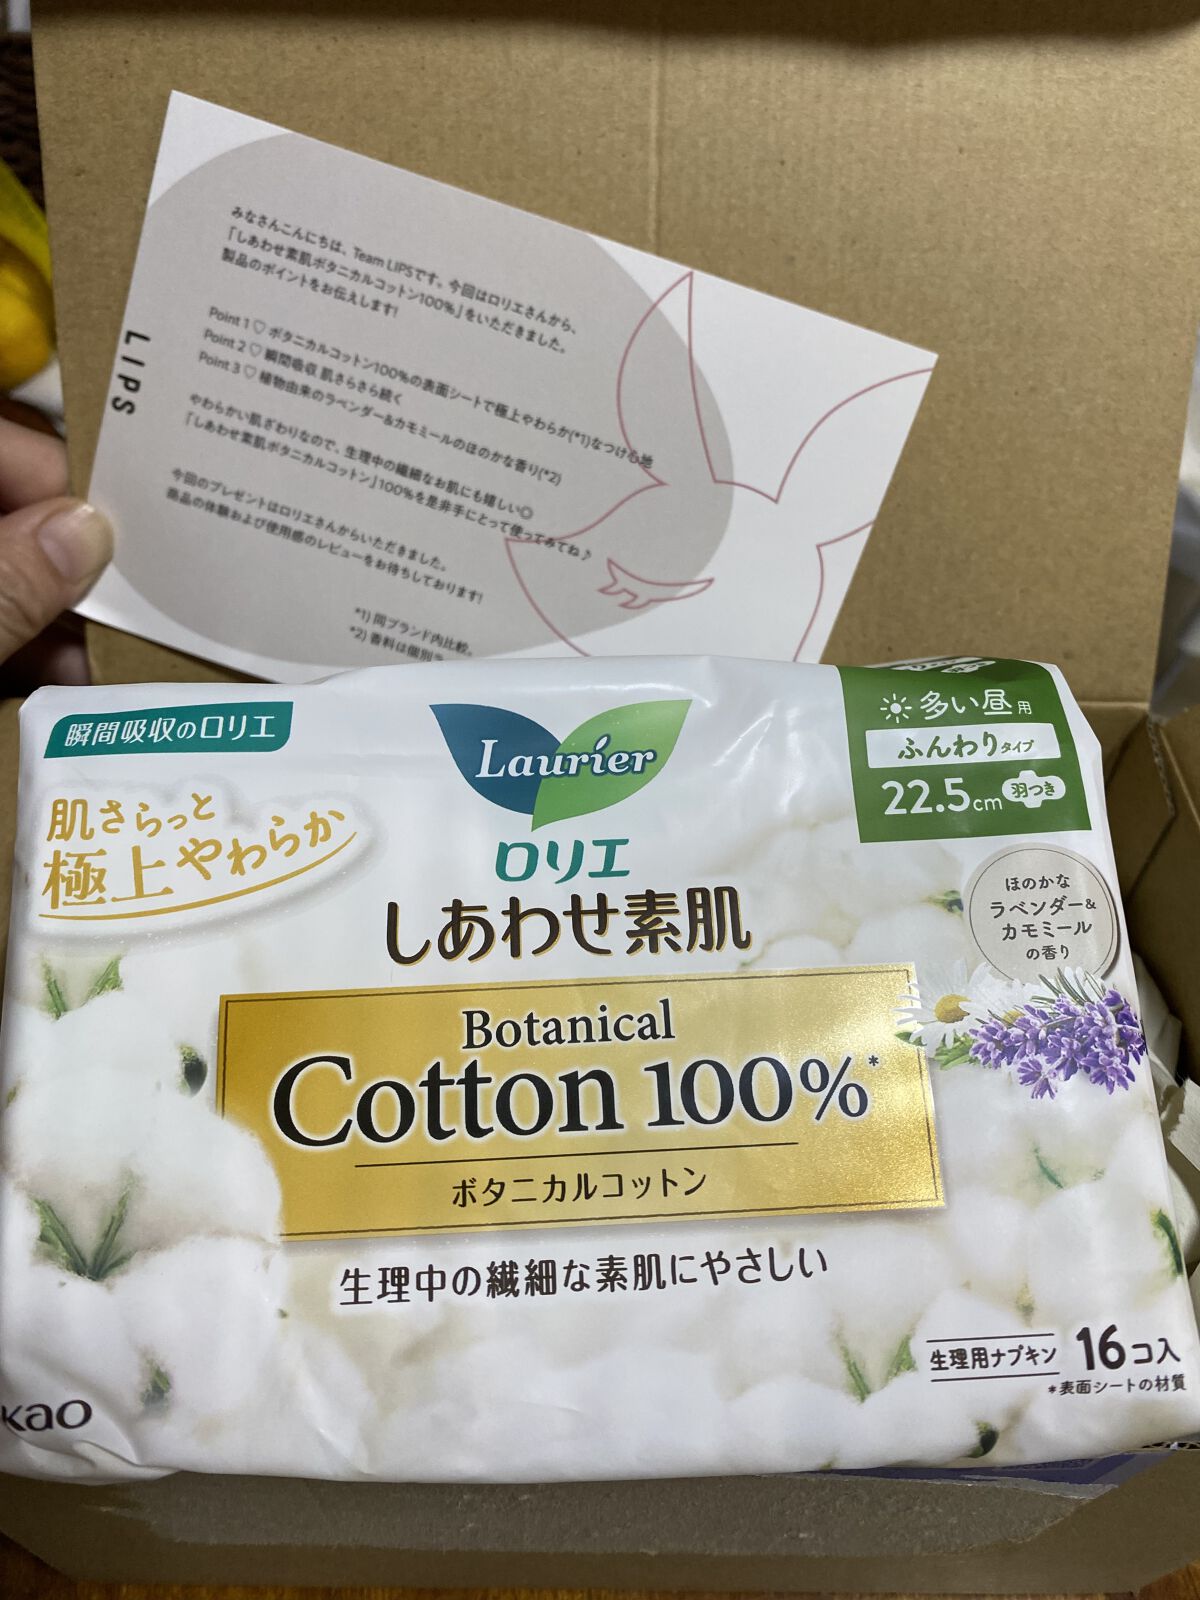 みなさんこんにちは、Team LIPSです。今回はロリエさんから、
「しあわせ素肌ボタニカルコットン100%」をいただきました。
製品のポイントをお伝えします!
Point 1♡ボタニカルコットン100%の表面シートで極上やわらか(*1)なつけ心地
Point 2♡瞬間吸収 肌さらさら続く
Point 3♡植物由来のラベンダー&カモミールのほのかな香り(*2)
やわらかい肌ざわりなので、生理中の繊細なお肌にも嬉しい◎
「しあわせ素肌ボタニカルコットン」100%を是非手にとって使ってみてね♪
今回のプレゼントはロリエさんからいただきました。
商品の体験および使用感のレビューをお待ちしております!
*1) 同ブランド内比較。
*2) 香料は個別
LIPS
瞬間吸収のロリエ
肌さらっと
極上やわらか
Laurier
ロリエ
しあわせ素肌
Botanical
Cotton 100%*
ボタニカルコットン
生理中の繊細な素肌にやさしい
多い昼用
ふんわりタイプ
22.5cm 羽つき
ほのかな
ラベンダー&
カモミール
の香り
生理用ナプキン 16コ入
*表面シートの材質
kao